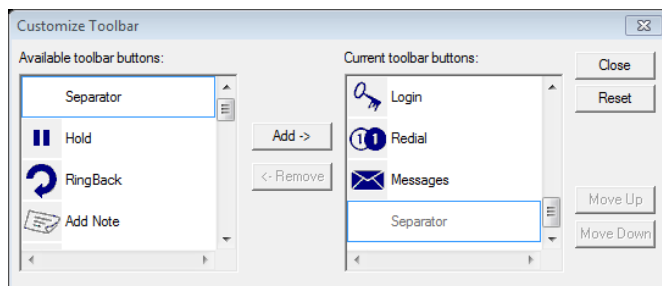 Customize Toolbar
Available toolbar buttons:
Separator
Hold
RingBack
Add Note
Add ->
<- Remove
Current toolbar buttons:
Login
11 Redial
Messages
Separator
Close
Reset
Move Up
Move Down